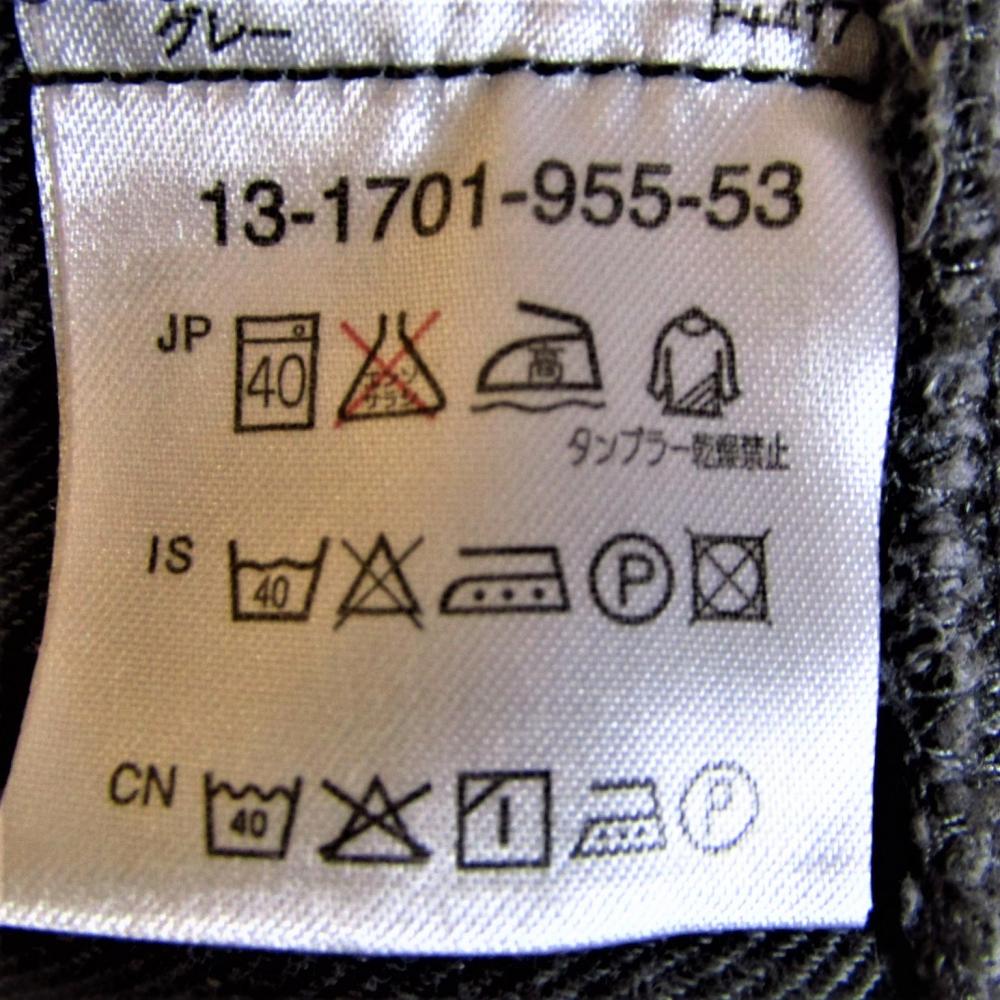 グレー
13-1701-955-53
JP 40 高
タンブラー乾燥禁止
IS 40 P
CN 40 P